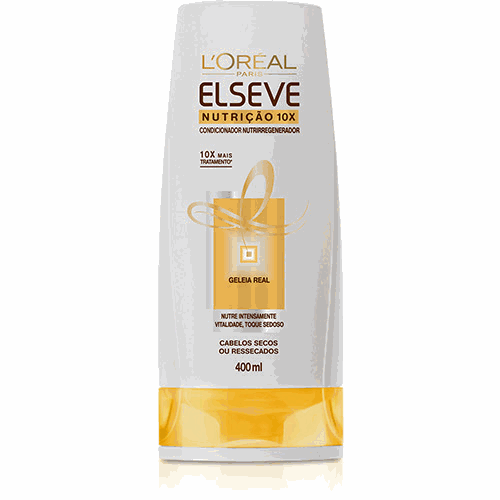 L'ORÉAL
PARIS
ELSEVE
NUTRIÇÃO 10X
CONDICIONADOR NUTRIRREGENERADOR
10X MAIS
TRATAMENTO*
GELEIA REAL
NUTRE INTENSAMENTE
VITALIDADE, TOQUE SEDOSO
CABELOS SECOS
OU RESSECADOS
400ml